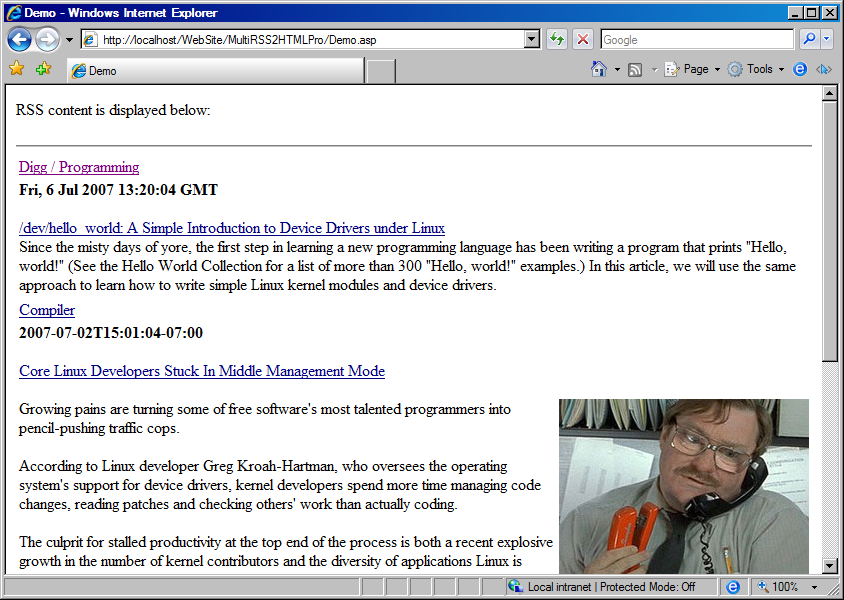 Demo - Windows Internet Explorer
http://localhost/WebSite/MultiRSS2HTMLPro/Demo.asp
Google
Demo
Page
Tools
RSS content is displayed below:
Digg / Programming
Fri, 6 Jul 2007 13:20:04 GMT
/dev/hello_world: A Simple Introduction to Device Drivers under Linux
Since the misty days of yore, the first step in learning a new programming language has been writing a program that prints "Hello,
world!" (See the Hello World Collection for a list of more than 300 "Hello, world!" examples.) In this article, we will use the same
approach to learn how to write simple Linux kernel modules and device drivers.
Compiler
2007-07-02T15:01:04-07:00
Core Linux Developers Stuck In Middle Management Mode
Growing pains are turning some of free software's most talented programmers into
pencil-pushing traffic cops.
According to Linux developer Greg Kroah-Hartman, who oversees the operating
system's support for device drivers, kernel developers spend more time managing code
changes, reading patches and checking others' work than actually coding.
The culprit for stalled productivity at the top end of the process is both a recent explosive
growth in the number of kernel contributors and the diversity of applications Linux is
Local intranet | Protected Mode: Off
100%